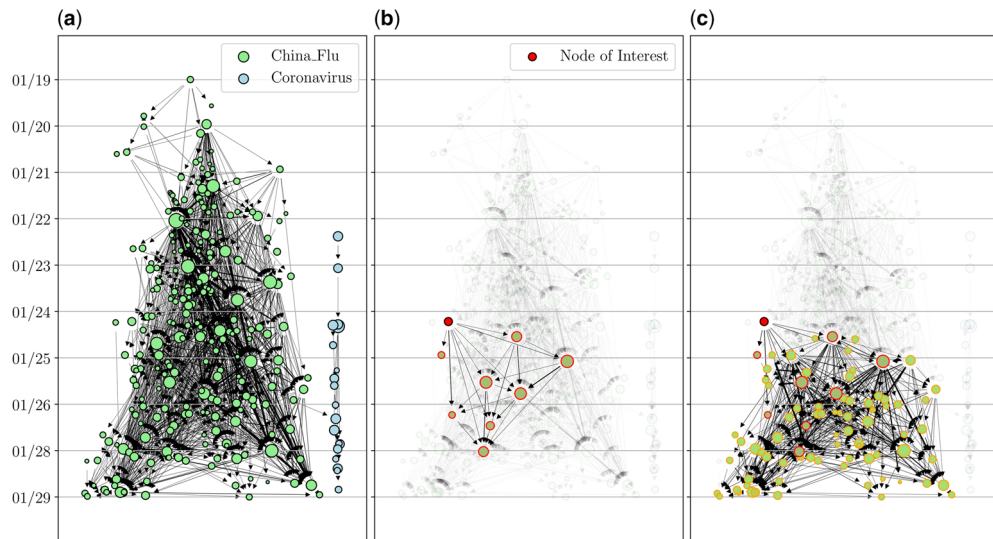 (a)
(b)
(c)
China_Flu
Coronavirus
Node of Interest
01/19
01/20
01/21
01/22
01/23
01/24
01/25
01/26
01/28
01/29